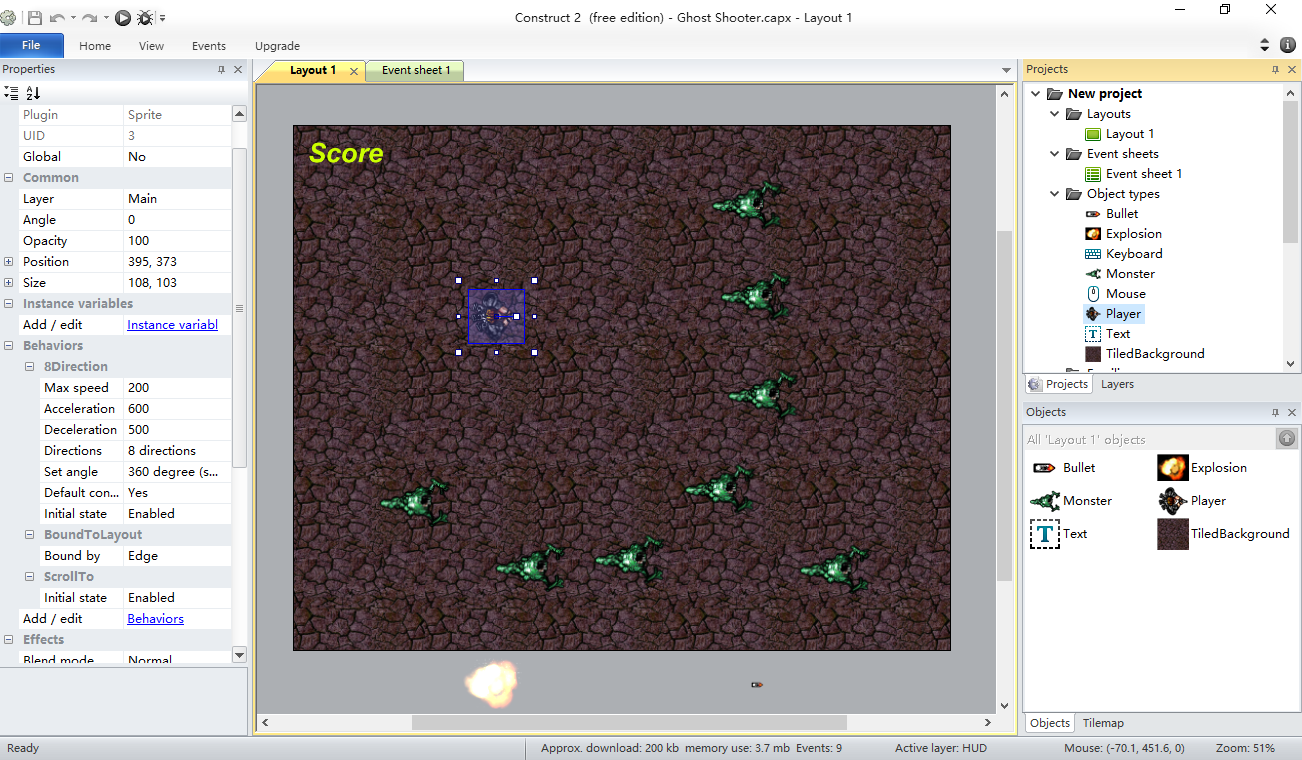 Construct 2  (free edition) - Ghost Shooter.capx - Layout 1
File Home View Events Upgrade
Properties
Plugin Sprite
UID 3
Global No
Common
Layer Main
Angle 0
Opacity 100
Position 395, 373
Size 108, 103
Instance variables
Add / edit Instance variabl
Behaviors
8Direction
Max speed 200
Acceleration 600
Deceleration 500
Directions 8 directions
Set angle 360 degree (s...
Default con... Yes
Initial state Enabled
BoundToLayout
Bound by Edge
ScrollTo
Initial state Enabled
Add / edit Behaviors
Effects
Blend mode Normal
Layout 1 Event sheet 1
Score
Projects
New project
Layouts
Layout 1
Event sheets
Event sheet 1
Object types
Bullet
Explosion
Keyboard
Monster
Mouse
Player
Text
TiledBackground
Projects Layers
Objects
All 'Layout 1' objects
Bullet Explosion
Monster Player
Text TiledBackground
Objects Tilemap
Ready Approx. download: 200 kb  memory use: 3.7 mb  Events: 9 Active layer: HUD Mouse: (-70.1, 451.6, 0) Zoom: 51%